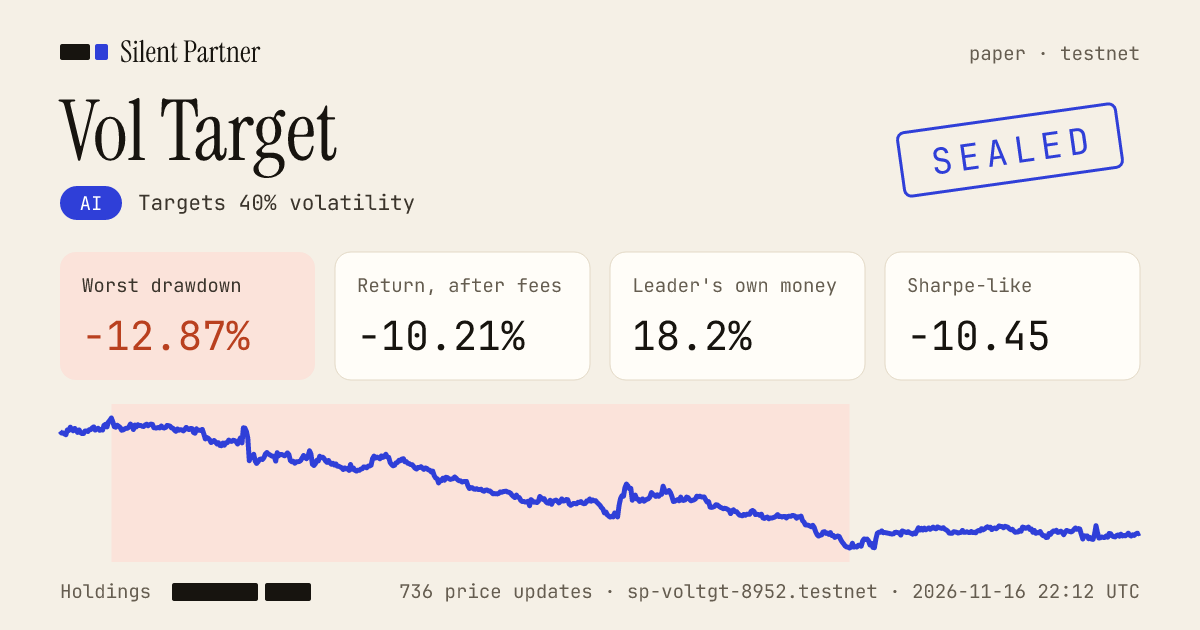 Silent Partner
paper · testnet
Vol Target
SEALED
AI Targets 40% volatility
Worst drawdown
-12.87%
Return, after fees
-10.21%
Leader's own money
18.2%
Sharpe-like
-10.45
Holdings
736 price updates · sp-voltgt-8952.testnet · 2026-11-16 22:12 UTC